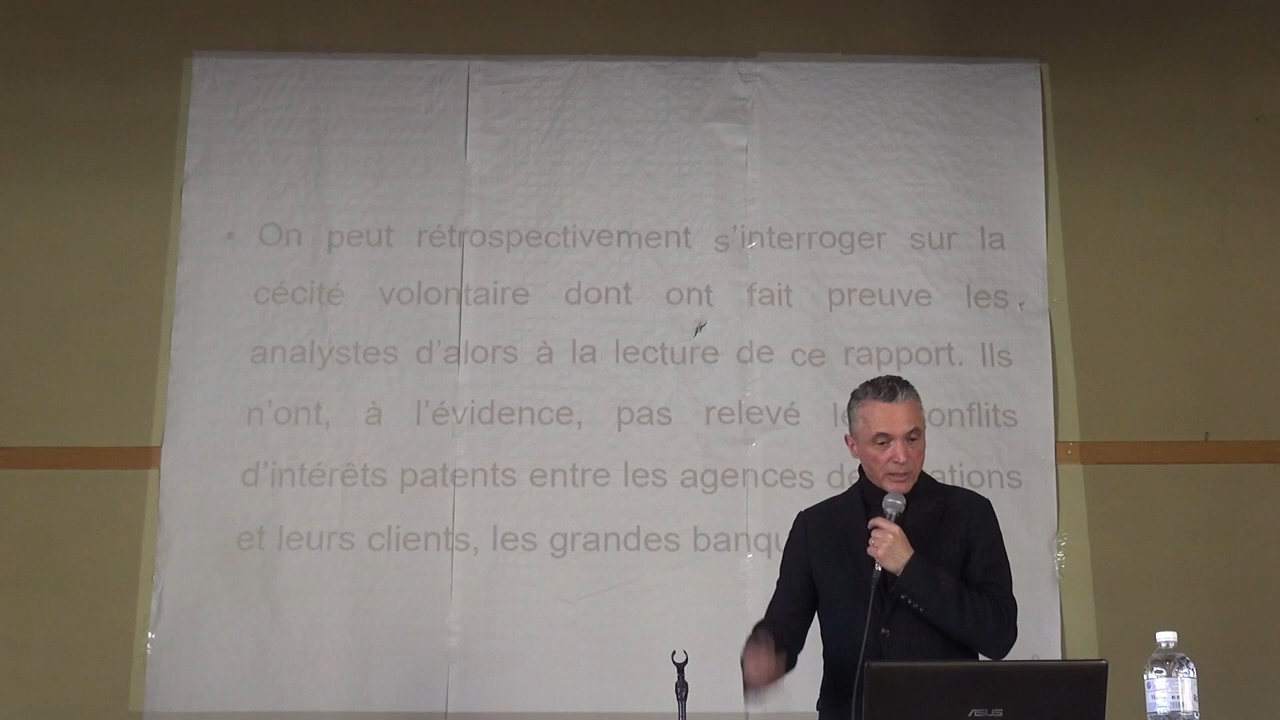 • On peut rétrospectivement s'interroger sur la
cécité volontaire dont ont fait preuve les
analystes d'alors à la lecture de ce rapport. Ils
n'ont, à l'évidence, pas relevé
d'intérêts patents entre les agences
et leurs clients, les grandes
ASUS